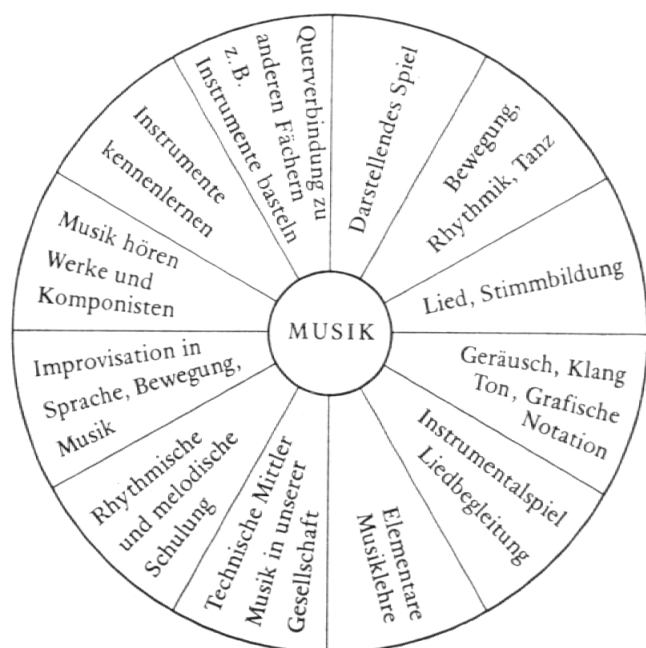 Querverbindung zu
anderen Fächern
z. B.
Instrumente basteln
Darstellendes Spiel
Bewegung,
Rhythmik, Tanz
Lied, Stimmbildung
Geräusch, Klang
Ton, Grafische
Notation
Instrumentalspiel
Liedbegleitung
Elementare
Musiklehre
Technische Mittler
Musik in unserer
Gesellschaft
Rhythmische
und melodische
Schulung
Improvisation in
Sprache, Bewegung,
Musik
Musik hören
Werke und
Komponisten
Instrumente
kennenlernen
MUSIK